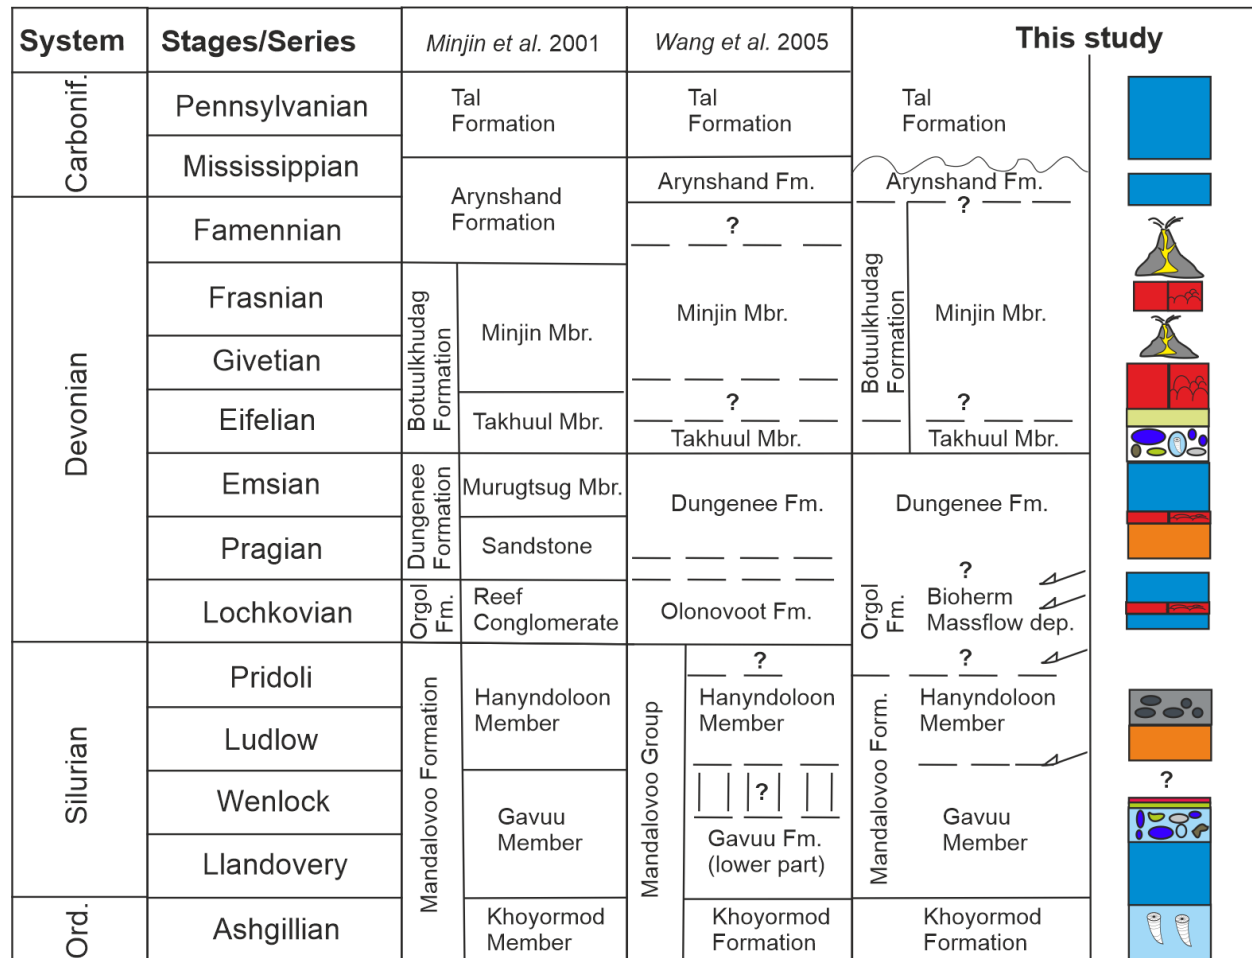 System
Stages/Series
Minjin et al. 2001
Wang et al. 2005
This study
Carbonif.
Pennsylvanian
Mississippian
Tal
Formation
Tal
Formation
Tal
Formation
Arynshand
Formation
Arynshand Fm.
Arynshand Fm.
?
Devonian
Famennian
Frasnian
Givetian
Eifelian
Emsian
Pragian
Lochkovian
Botuulkhudag
Formation
Minjin Mbr.
Takhuul Mbr.
?
Minjin Mbr.
?
Takhuul Mbr.
Botuulkhudag
Formation
Minjin Mbr.
?
Takhuul Mbr.
Dungenee
Formation
Murugtsug Mbr.
Sandstone
Dungenee Fm.
Dungenee Fm.
?
Orgol
Fm.
Reef
Conglomerate
Olonovoot Fm.
Orgol
Fm.
Bioherm
Massflow dep.
Silurian
Pridoli
Ludlow
Wenlock
Llandovery
Mandalovoo Formation
Hanyndoloon
Member
Gavuu
Member
Mandalovoo Group
?
Hanyndoloon
Member
?
Gavuu Fm.
(lower part)
Mandalovoo Form.
?
Hanyndoloon
Member
Gavuu
Member
?
Ord.
Ashgillian
Khoyormod
Member
Khoyormod
Formation
Khoyormod
Formation